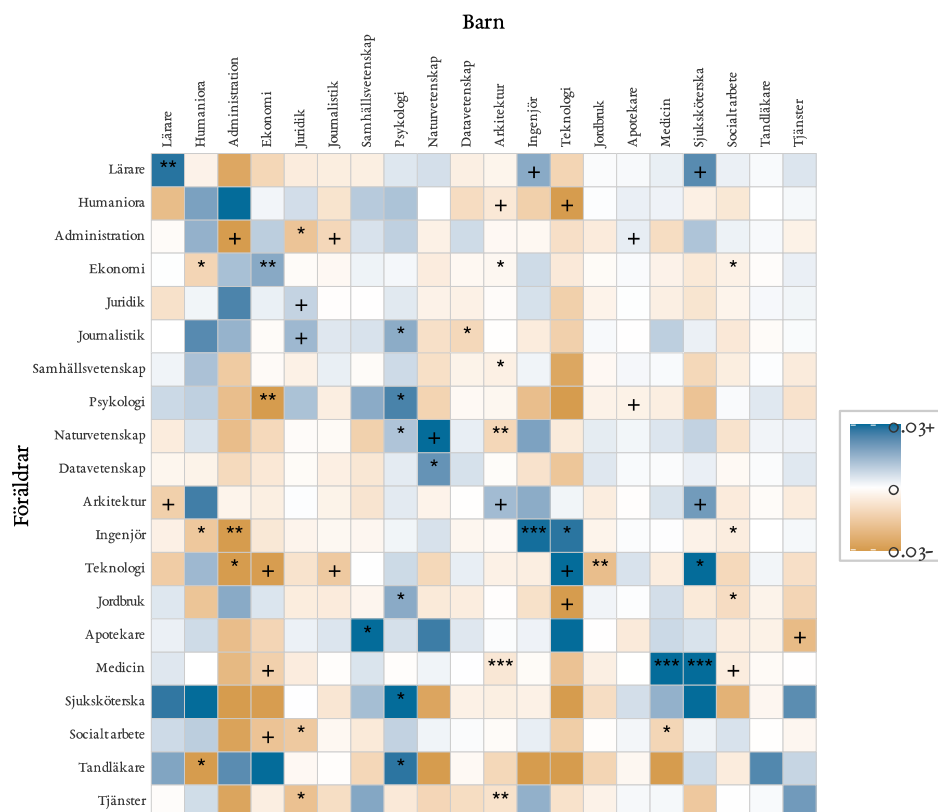 Barn
Lärare
Humaniora
Administration
Ekonomi
Juridik
Journalistik
Samhällsvetenskap
Psykologi
Naturvetenskap
Datavetenskap
Arkitektur
Ingenjör
Teknologi
Jordbruk
Apotekare
Medicin
Sjuksköterska
Socialt arbete
Tandläkare
Tjänster
Föräldrar
Lärare ** + +
Humaniora + +
Administration + * + +
Ekonomi * ** * *
Juridik +
Journalistik + * *
Samhällsvetenskap *
Psykologi ** * +
Naturvetenskap * + **
Datavetenskap *
Arkitektur + + +
Ingenjör * ** *** * *
Teknologi * + + + ** *
Jordbruk * + *
Apotekare * +
Medicin + *** *** *** +
Sjuksköterska *
Socialt arbete + * *
Tandläkare * *
Tjänster * **
0.03+
0
0.03-